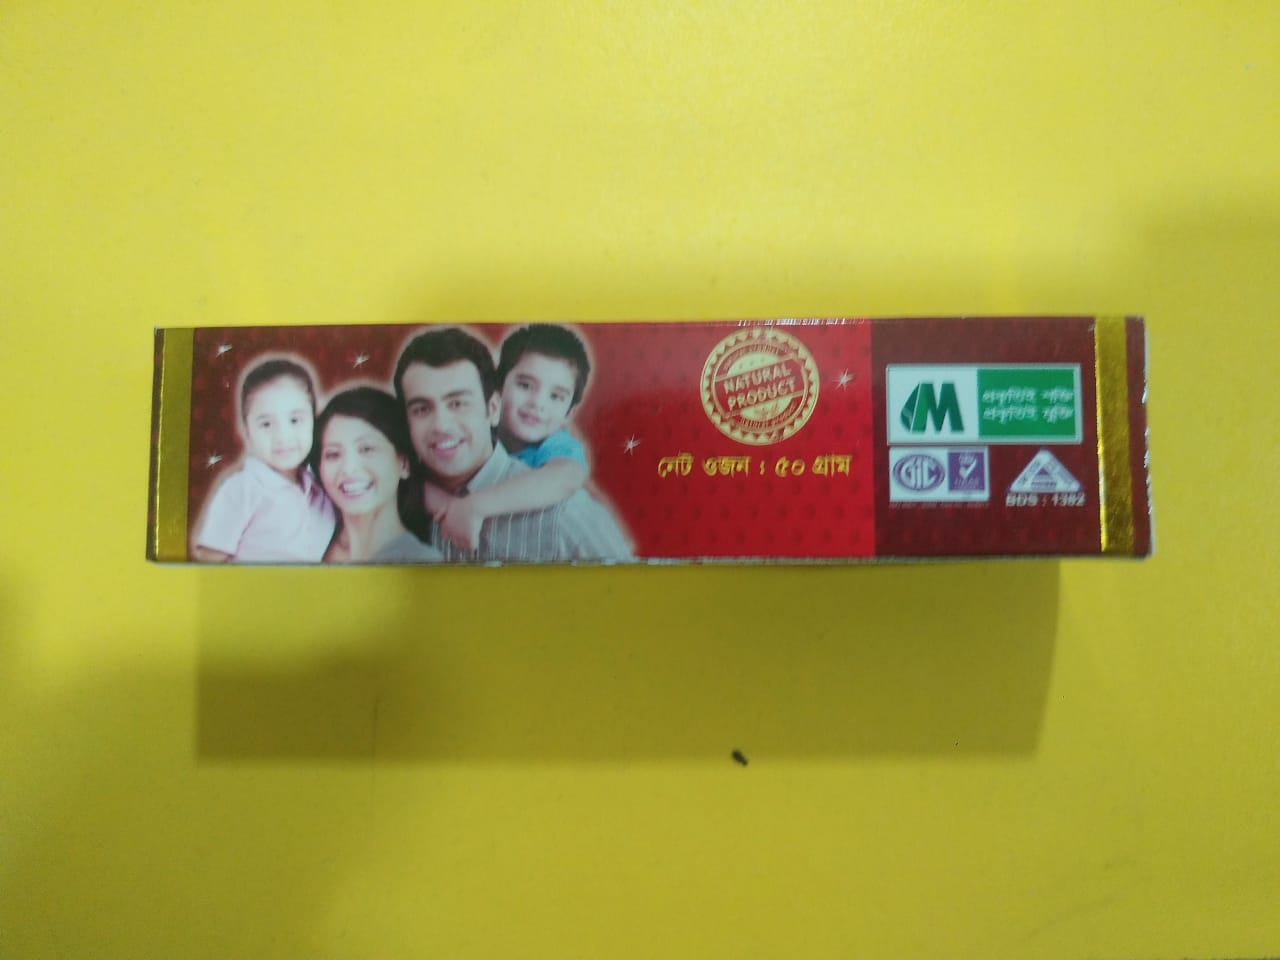 NATURAL
PRODUCT
নেট ওজন : ৫০ গ্রাম
M
প্রকৃতিই শক্তি
প্রকৃতিই মুক্তি
GIC
BDS : 1382